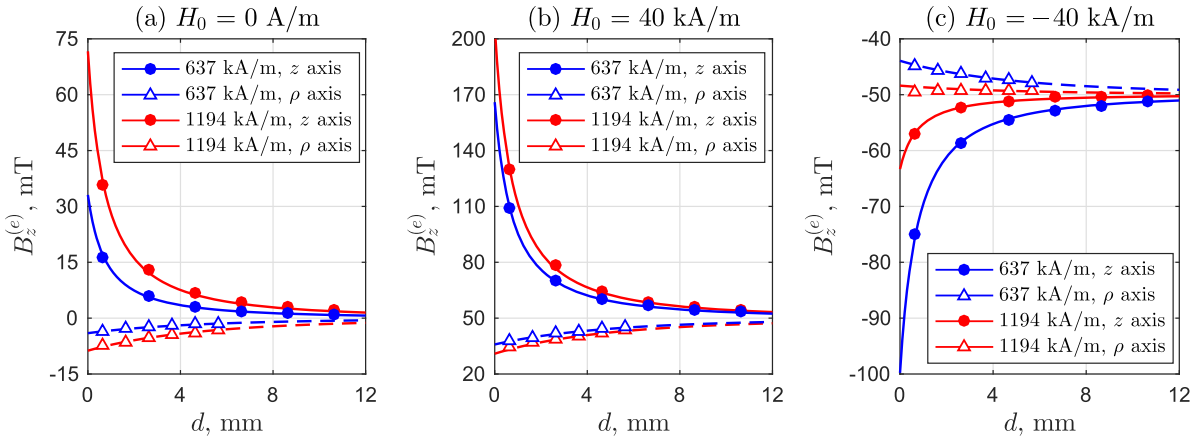 (a) H₀ = 0 A/m
75
60
45
30
15
0
-15
0
4
8
12
B_z^{(e)}, mT
d, mm
637 kA/m, z axis
637 kA/m, ρ axis
1194 kA/m, z axis
1194 kA/m, ρ axis
(b) H₀ = 40 kA/m
200
170
140
110
80
50
20
0
4
8
12
B_z^{(e)}, mT
d, mm
637 kA/m, z axis
637 kA/m, ρ axis
1194 kA/m, z axis
1194 kA/m, ρ axis
(c) H₀ = −40 kA/m
-40
-50
-60
-70
-80
-90
-100
0
4
8
12
B_z^{(e)}, mT
d, mm
637 kA/m, z axis
637 kA/m, ρ axis
1194 kA/m, z axis
1194 kA/m, ρ axis